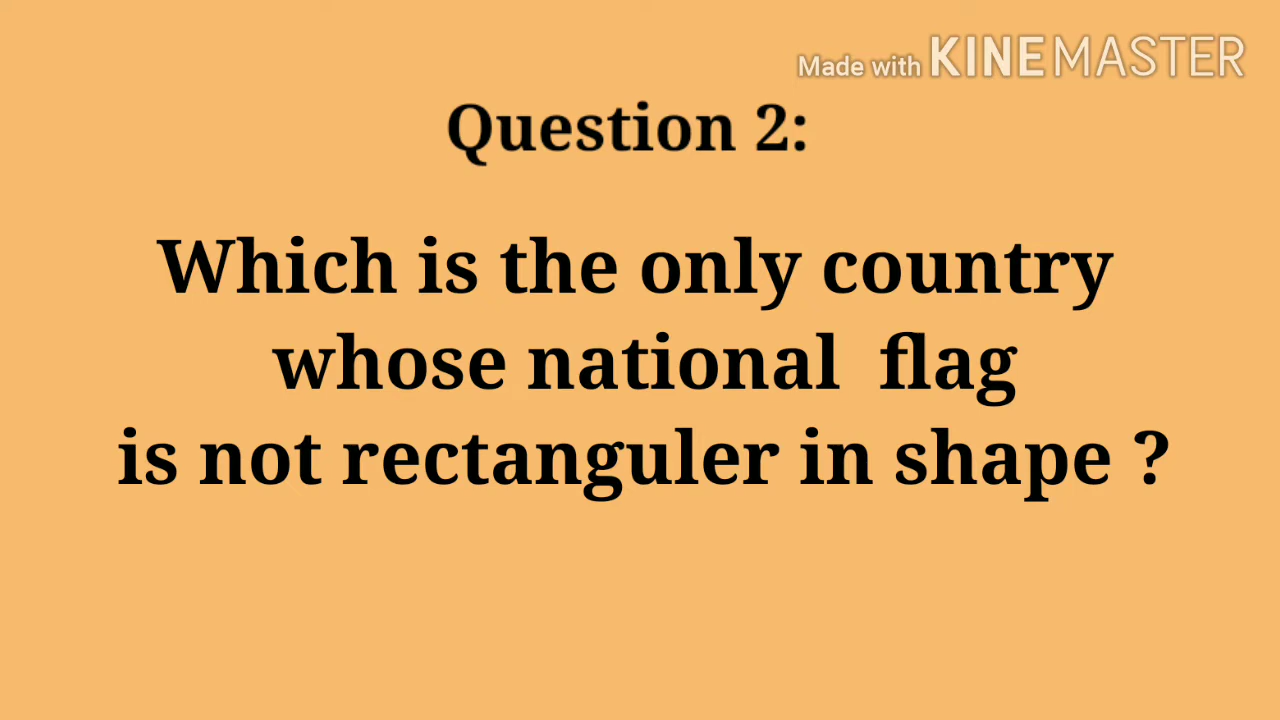 Made with KINEMASTER
Question 2:
Which is the only country
whose national flag
is not rectanguler in shape ?